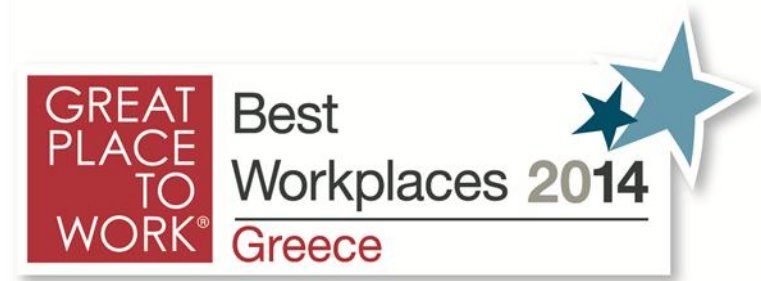 GREAT
PLACE
TO
WORK®
Best
Workplaces 2014
Greece